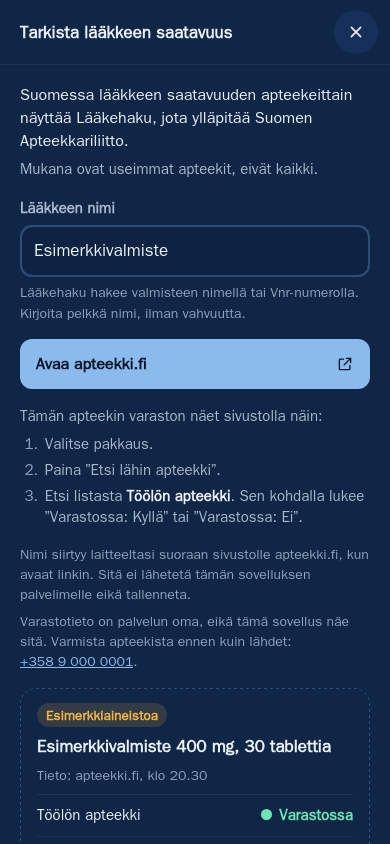 Tarkista lääkkeen saatavuus
Suomessa lääkkeen saatavuuden apteekeittain
näyttää Lääkehaku, jota ylläpitää Suomen
Apteekkariliitto.
Mukana ovat useimmat apteekit, eivät kaikki.
Lääkkeen nimi
Esimerkkivalmiste
Lääkehaku hakee valmisteen nimellä tai Vnr-numerolla.
Kirjoita pelkkä nimi, ilman vahvuutta.
Avaa apteekki.fi
Tämän apteekin varaston näet sivustolla näin:
1. Valitse pakkaus.
2. Paina ”Etsi lähin apteekki”.
3. Etsi listasta Töölön apteekki. Sen kohdalla lukee
”Varastossa: Kyllä” tai ”Varastossa: Ei”.
Nimi siirtyy laitteeltasi suoraan sivustolle apteekki.fi, kun
avaat linkin. Sitä ei lähetetä tämän sovelluksen
palvelimelle eikä tallenneta.
Varastotieto on palvelun oma, eikä tämä sovellus näe
sitä. Varmista apteekista ennen kuin lähdet:
+358 9 000 0001.
Esimerkkiaineistoa
Esimerkkivalmiste 400 mg, 30 tablettia
Tieto: apteekki.fi, klo 20.30
Töölön apteekki Varastossa